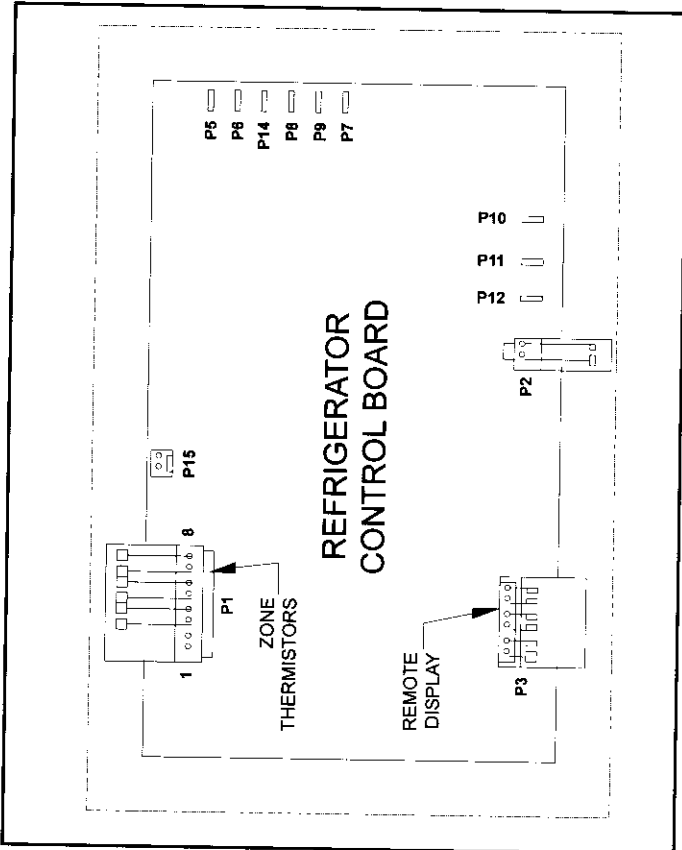 P5
P6
P14
P8
P9
P7
P10
P11
P12
P2
P15
REFRIGERATOR
CONTROL BOARD
1
8
P1
ZONE
THERMISTORS
REMOTE
DISPLAY
P3